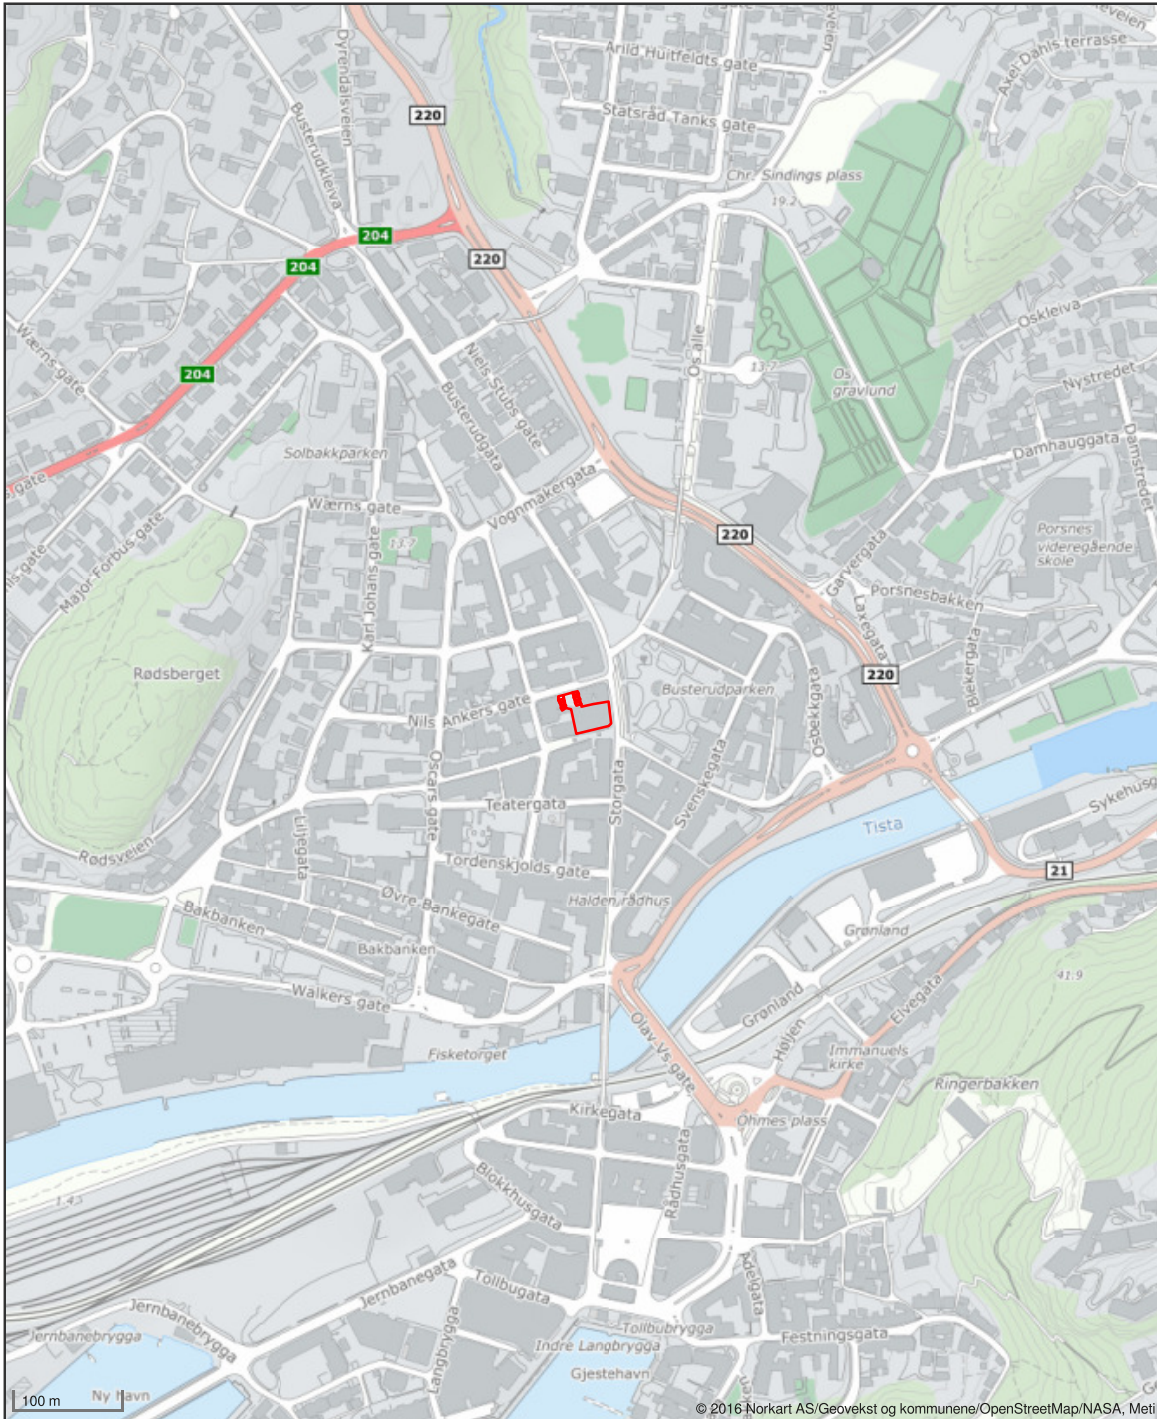 Arild Huitfeldts gate
Axel Dahls terrasse
Dyrendalsveien
Busterudkleiva
220
Statsråd Tanks gate
Chr. Sindings plass
19.2
204
204
220
Oskleiva
Wærns gate
204
Niels Stubs gate
Os alle
13.7
Os
gravlund
Nystredet
Busterudgata
Damhauggata
Damstredet
Solbakkparken
gate
Vognmakergata
Wærns gate
Major Forbus gate
13.7
220
Porsnes
videregående
skole
Garvergata
Karl Johans gate
Porsnesbakken
Laxegata
Blekergata
Rødsberget
220
Busterudparken
Nils Ankers gate
Osbekkgata
Oscars gate
Storgata
Svenskegata
Teatergata
Liljegata
Tista
Sykehusg
Rødsveien
Tordenskjolds gate
21
Øvre Bankegate
Halden rådhus
Bakbanken
Bakbanken
Grønland
41.9
Walkers gate
Grønland
Elvegata
Olav Vs gate
Høljen
Fisketorget
Immanuels
kirke
Ringerbakken
Kirkegata
Ohmes plass
Rådhusgata
Blokkhusgata
1.4
Adelgata
Jernbanegata
Tollbugata
Jernbanebrygga
Jernbanebrygga
Langbrygga
Tollbubrygga
Indre Langbrygga
Festningsgata
Gjestehavn
Ny havn
100 m
© 2016 Norkart AS/Geovekst og kommunene/OpenStreetMap/NASA, Meti